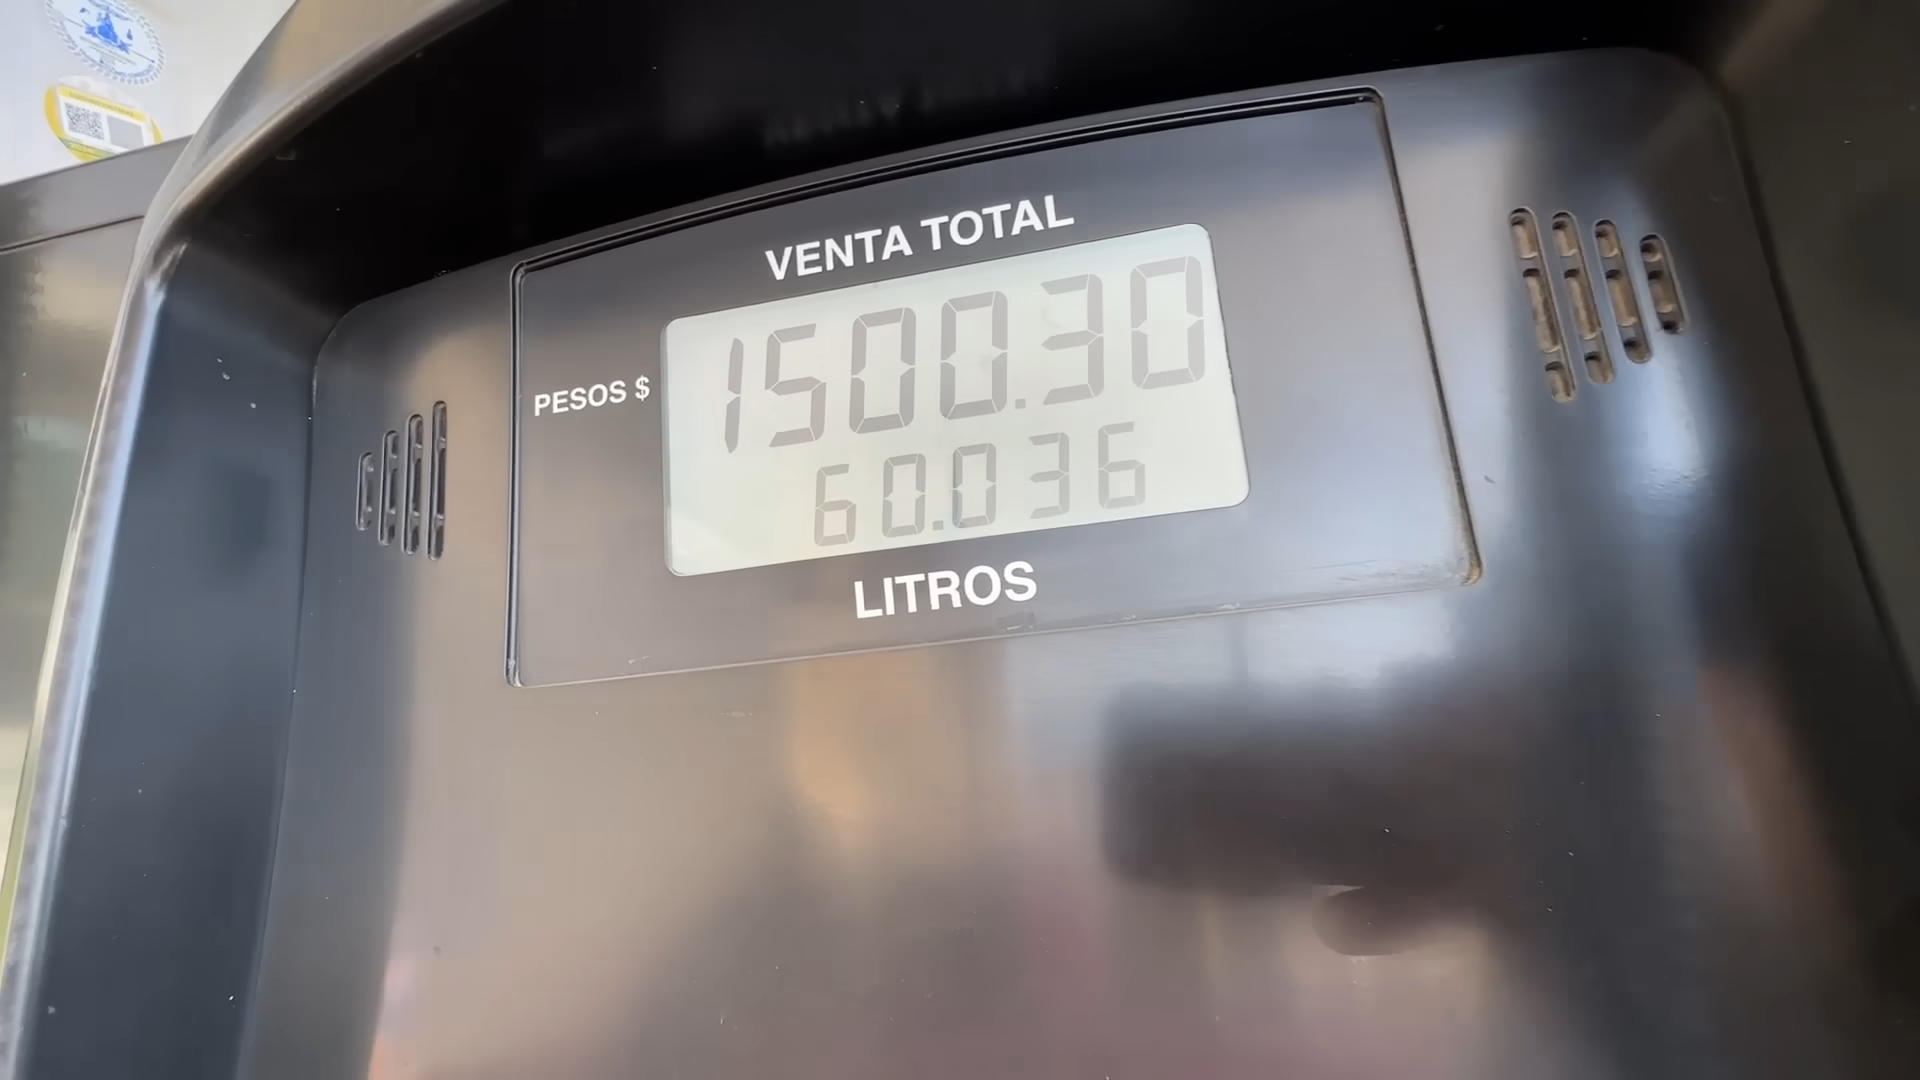 VENTA TOTAL
PESOS $
1500.30
60.036
LITROS